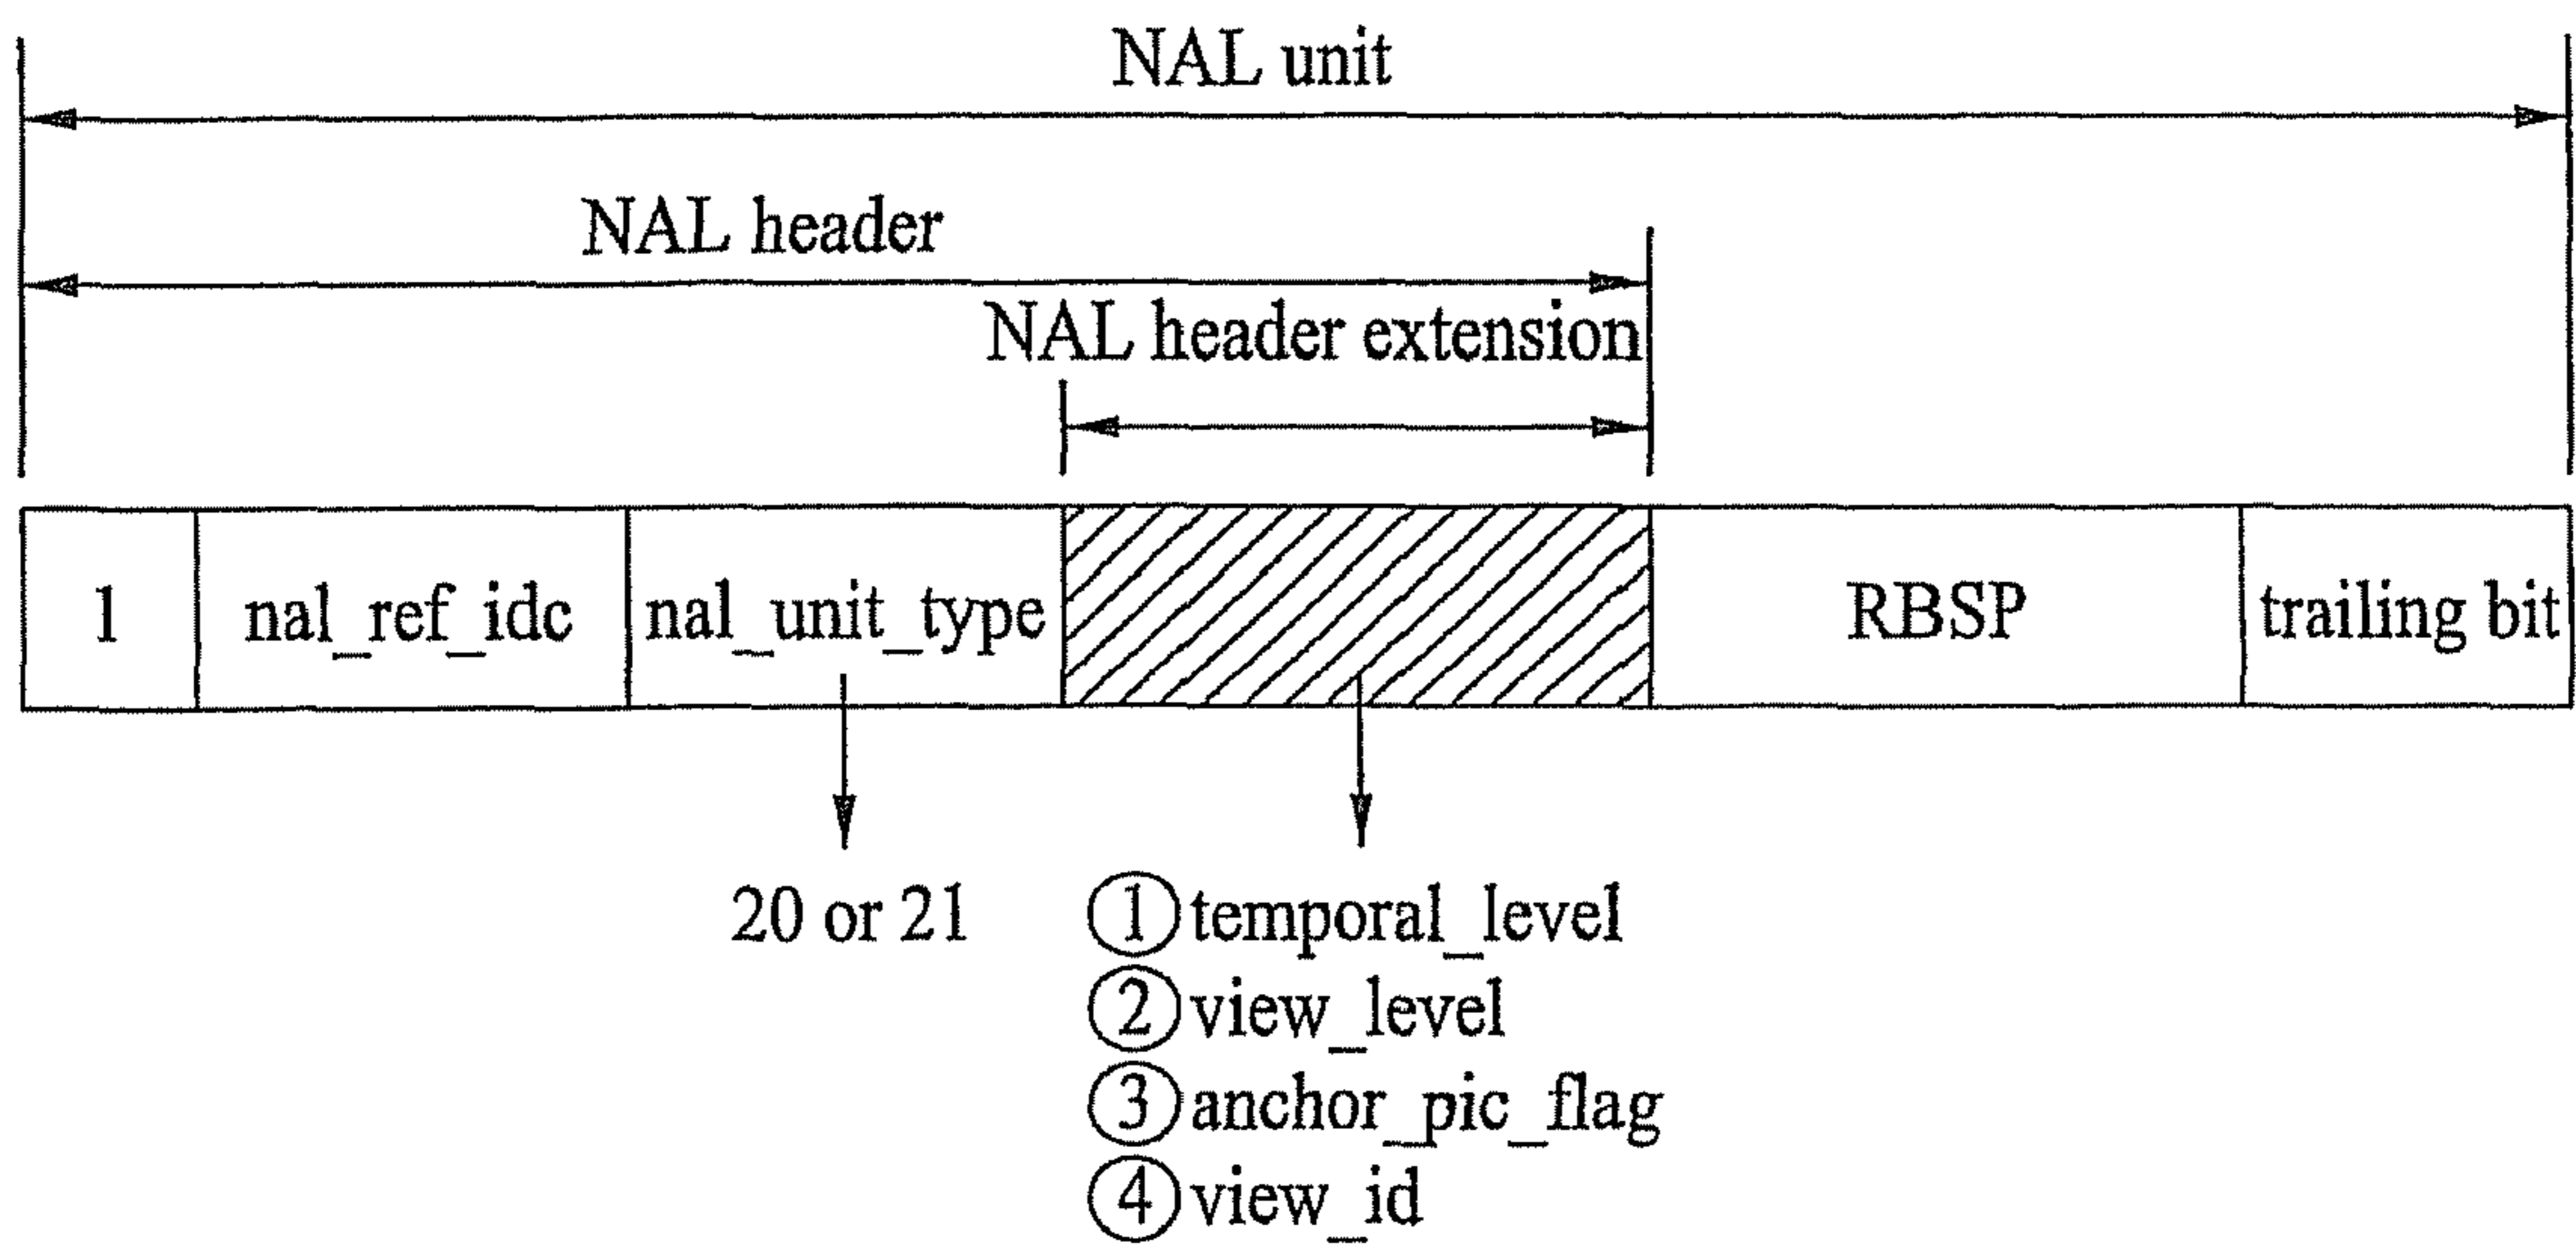 NAL unit
NAL header
NAL header extension
1 nal_ref_idc nal_unit_type RBSP trailing bit
20 or 21
① temporal_level
② view_level
③ anchor_pic_flag
④ view_id